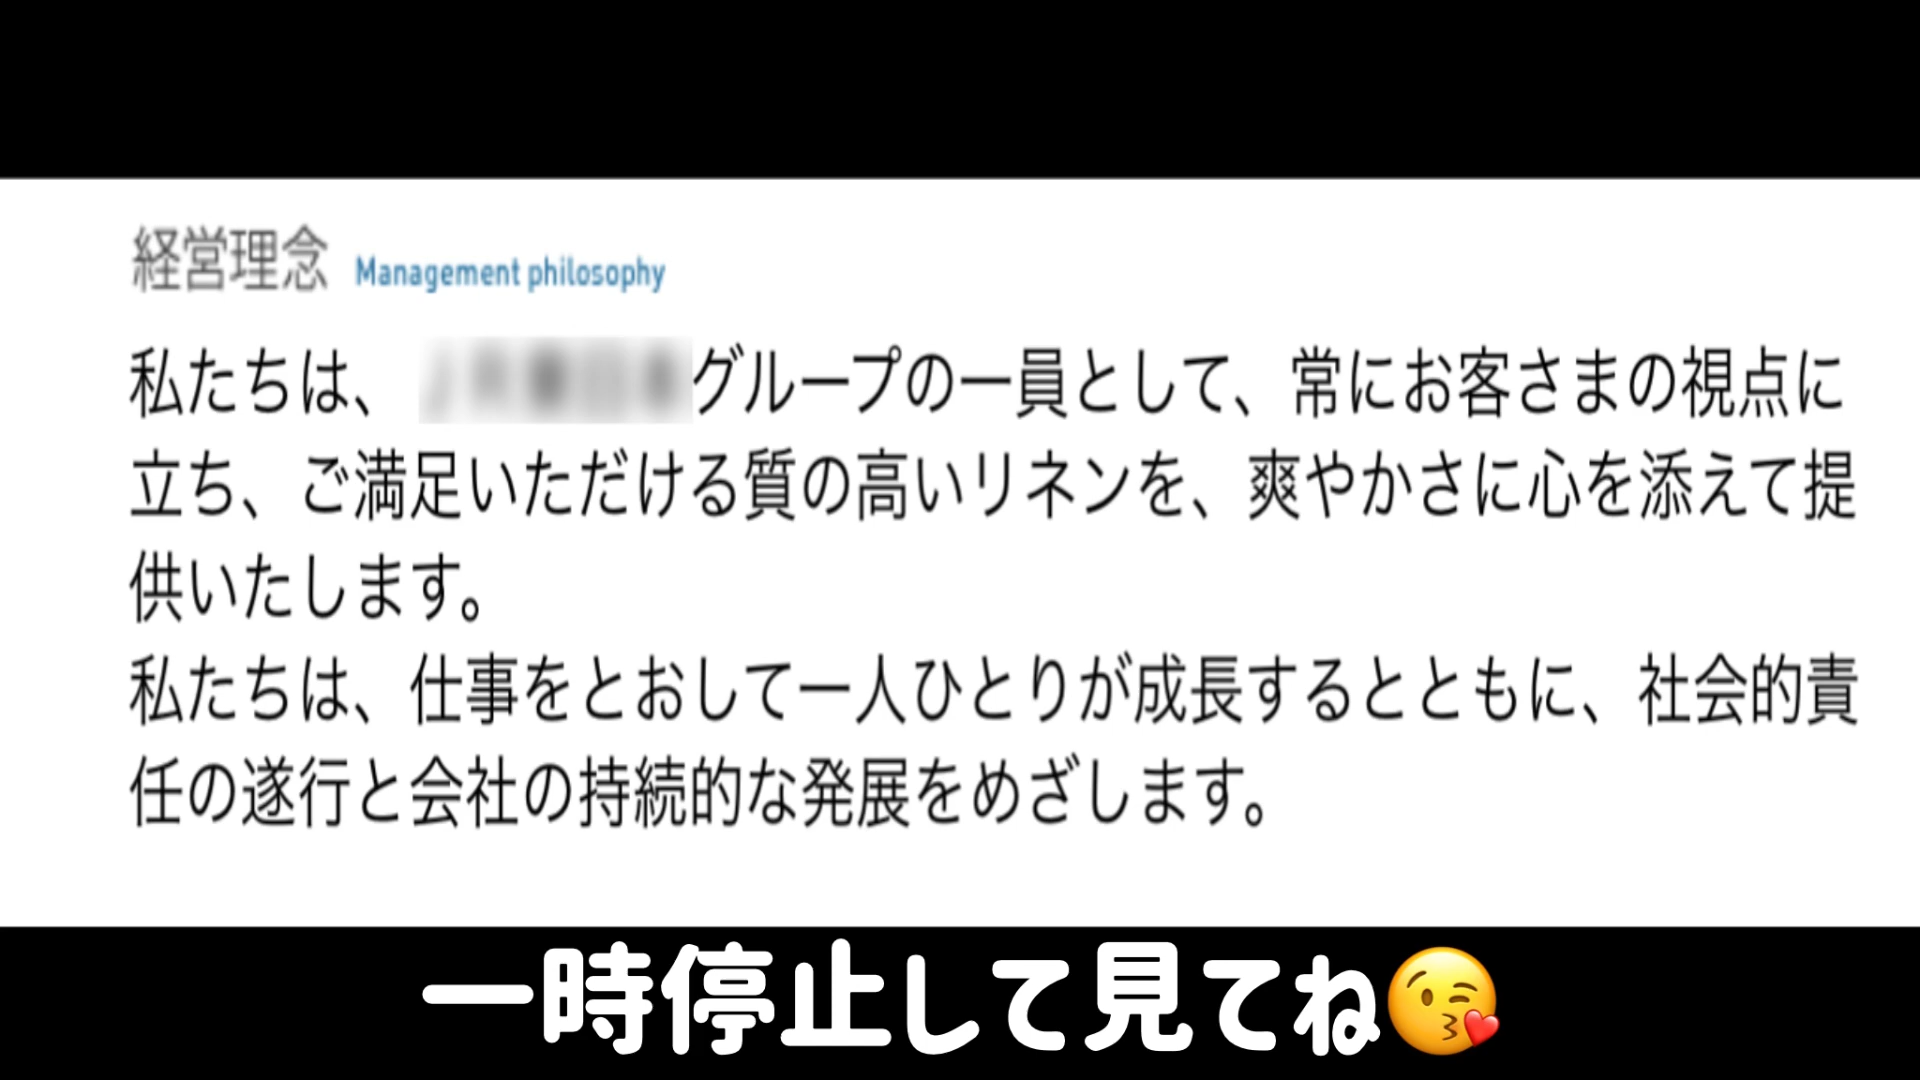 経営理念 Management philosophy
私たちは、グループの一員として、常にお客さまの視点に
立ち、ご満足いただける質の高いリネンを、爽やかさに心を添えて提
供いたします。
私たちは、仕事をとおして一人ひとりが成長するとともに、社会的責
任の遂行と会社の持続的な発展をめざします。
一時停止して見てね😘